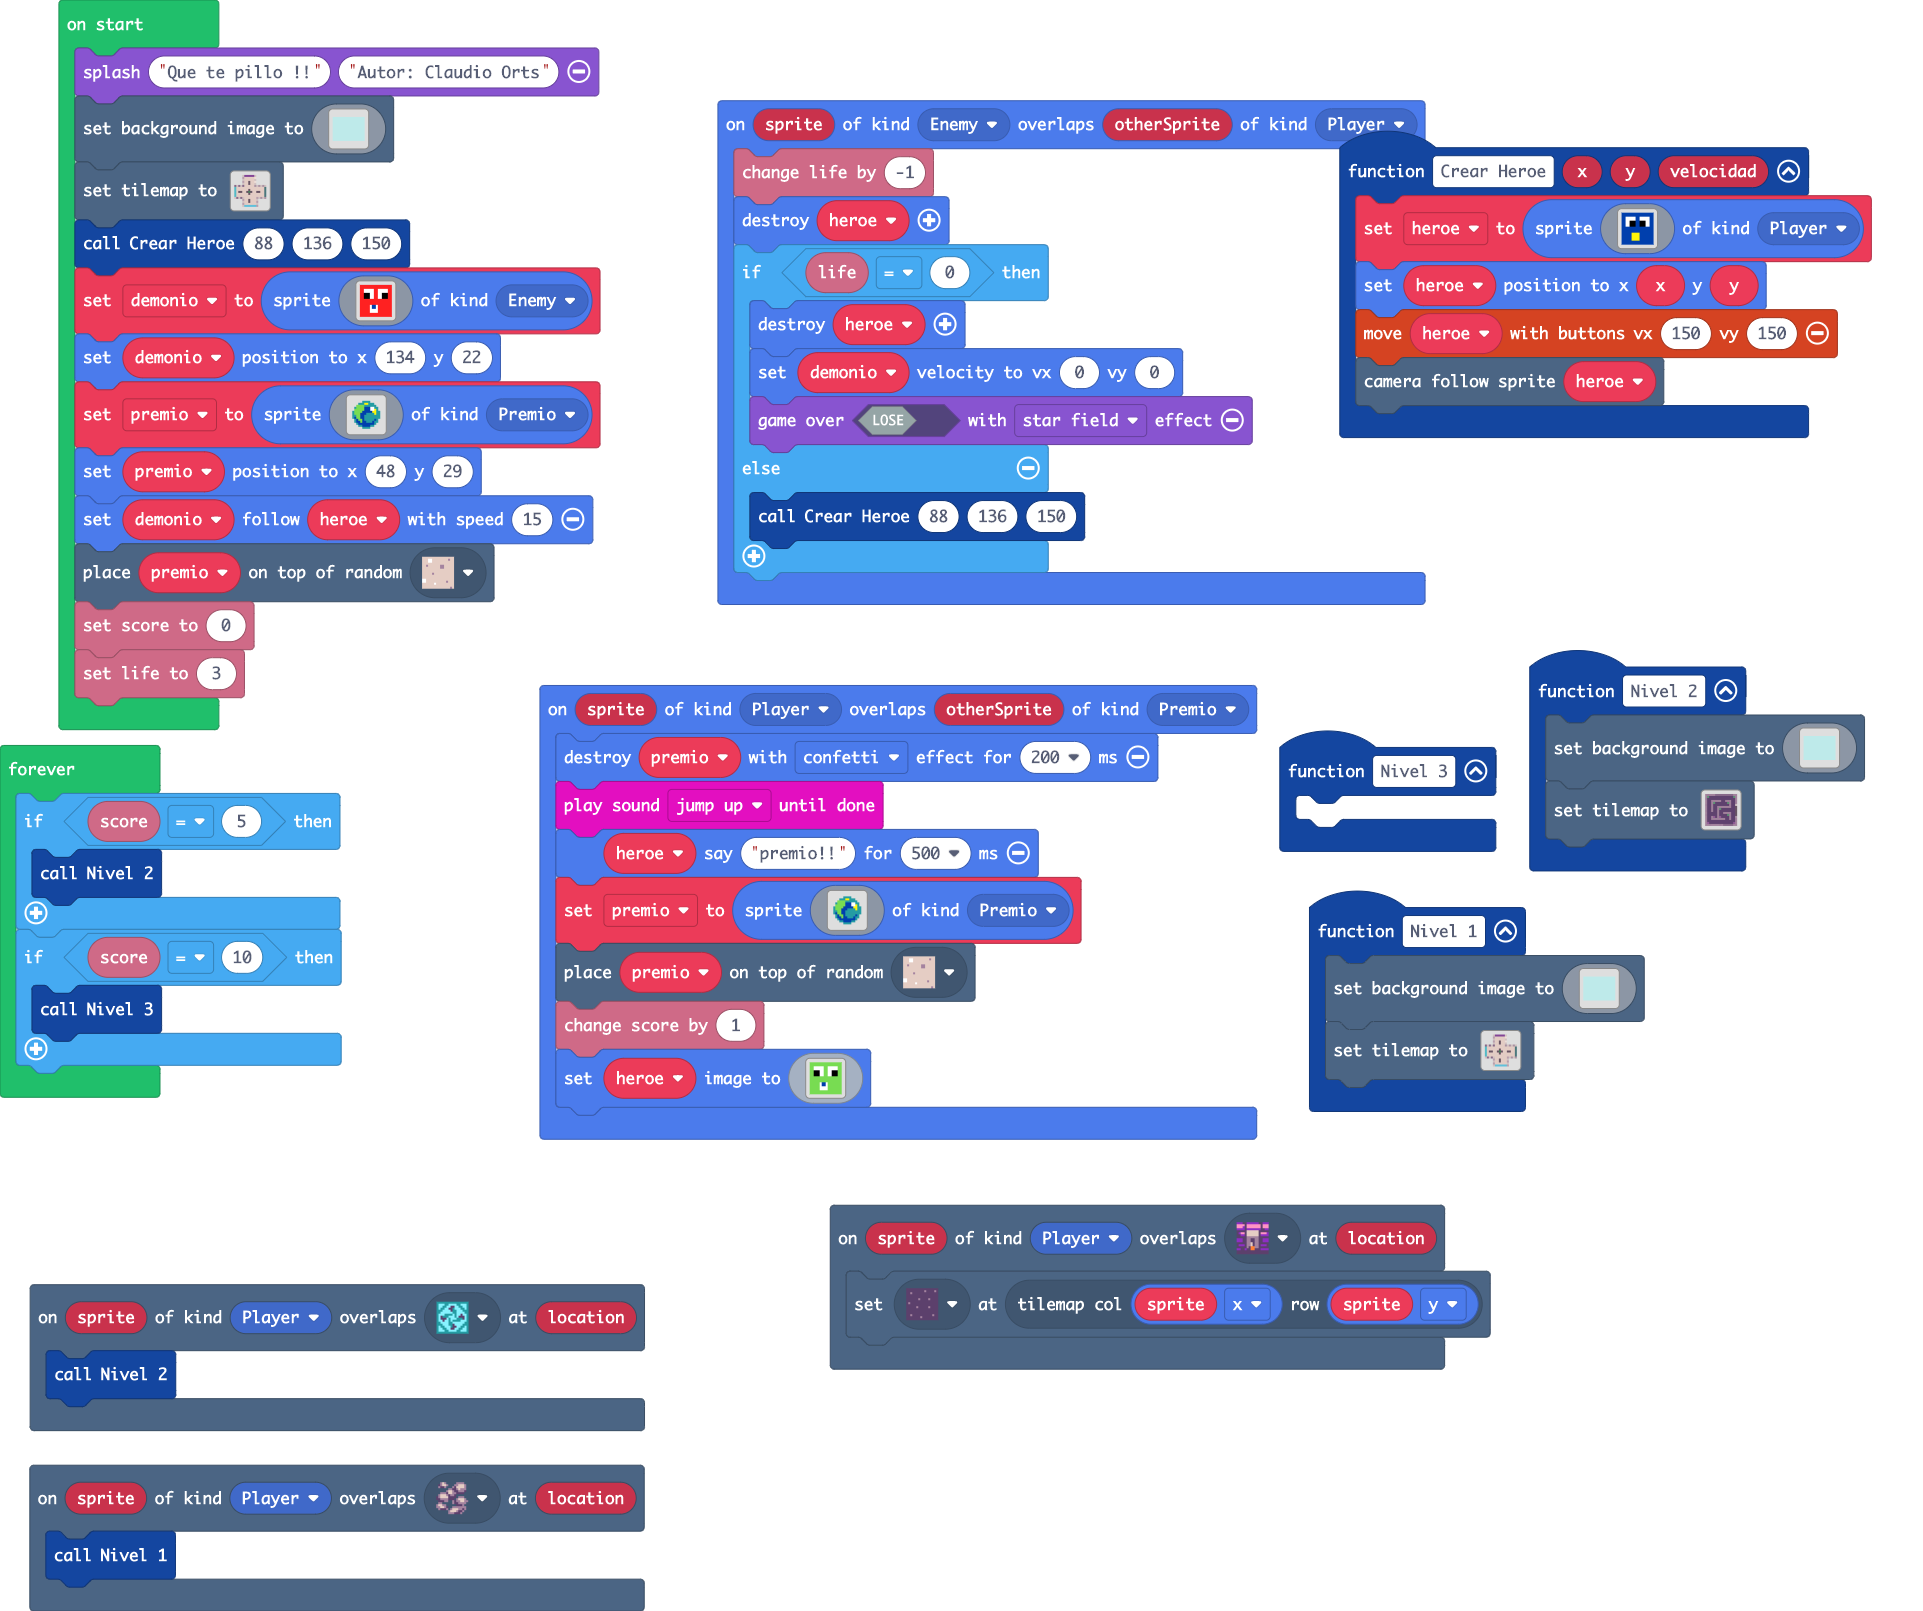 on start
splash "Que te pillo !!" "Autor: Claudio Orts"
set background image to
set tilemap to
call Crear Heroe 88 136 150
set demonio to sprite of kind Enemy
set demonio position to x 134 y 22
set premio to sprite of kind Premio
set premio position to x 48 y 29
set demonio follow heroe with speed 15
place premio on top of random
set score to 0
set life to 3
on sprite of kind Enemy overlaps otherSprite of kind Player
change life by -1
destroy heroe
if life = 0 then
destroy heroe
set demonio velocity to vx 0 vy 0
game over LOSE with star field effect
else
call Crear Heroe 88 136 150
function Crear Heroe x y velocidad
set heroe to sprite of kind Player
set heroe position to x x y y
move heroe with buttons vx 150 vy 150
camera follow sprite heroe
forever
if score = 5 then
call Nivel 2
if score = 10 then
call Nivel 3
on sprite of kind Player overlaps otherSprite of kind Premio
destroy premio with confetti effect for 200 ms
play sound jump up until done
heroe say "premio!!" for 500 ms
set premio to sprite of kind Premio
place premio on top of random
change score by 1
set heroe image to
function Nivel 3
function Nivel 2
set background image to
set tilemap to
function Nivel 1
set background image to
set tilemap to
on sprite of kind Player overlaps at location
set at tilemap col sprite x row sprite y
on sprite of kind Player overlaps at location
call Nivel 2
on sprite of kind Player overlaps at location
call Nivel 1